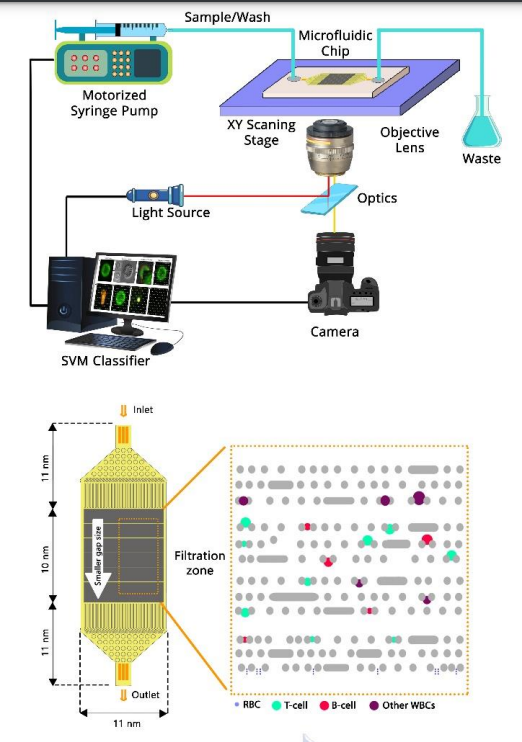 Sample/Wash
Microfluidic
Chip
Motorized
Syringe Pump
XY Scaning
Stage
Objective
Lens
Waste
Optics
Light Source
Camera
SVM Classifier
Inlet
11 nm
10 nm
11 nm
Smaller gap size
Filtration
zone
Outlet
11 nm
RBC
T-cell
B-cell
Other WBCs